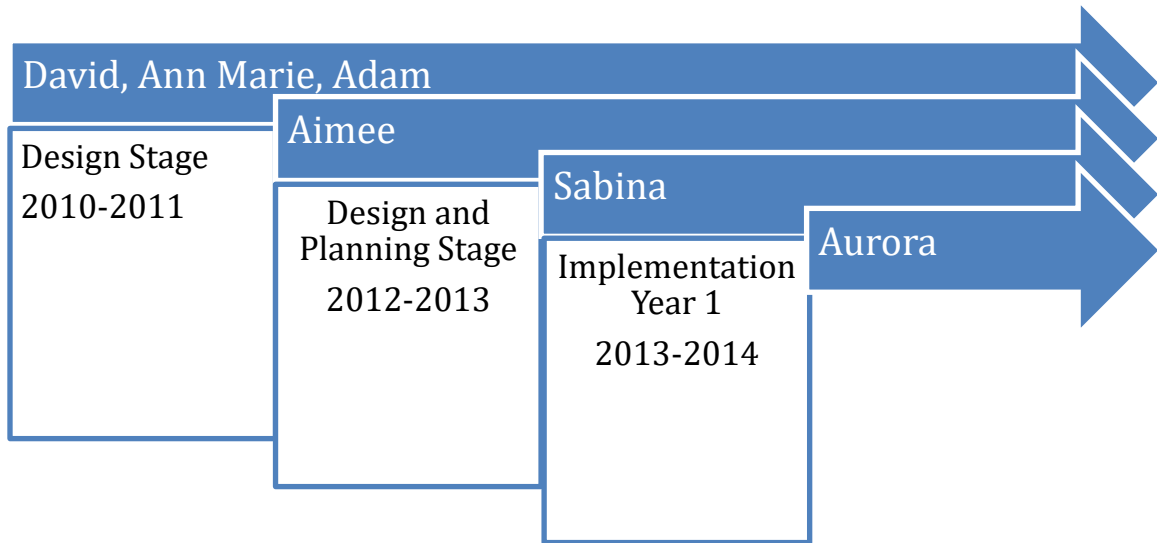 David, Ann Marie, Adam
Design Stage
2010-2011
Aimee
Design and
Planning Stage
2012-2013
Sabina
Implementation
Year 1
2013-2014
Aurora